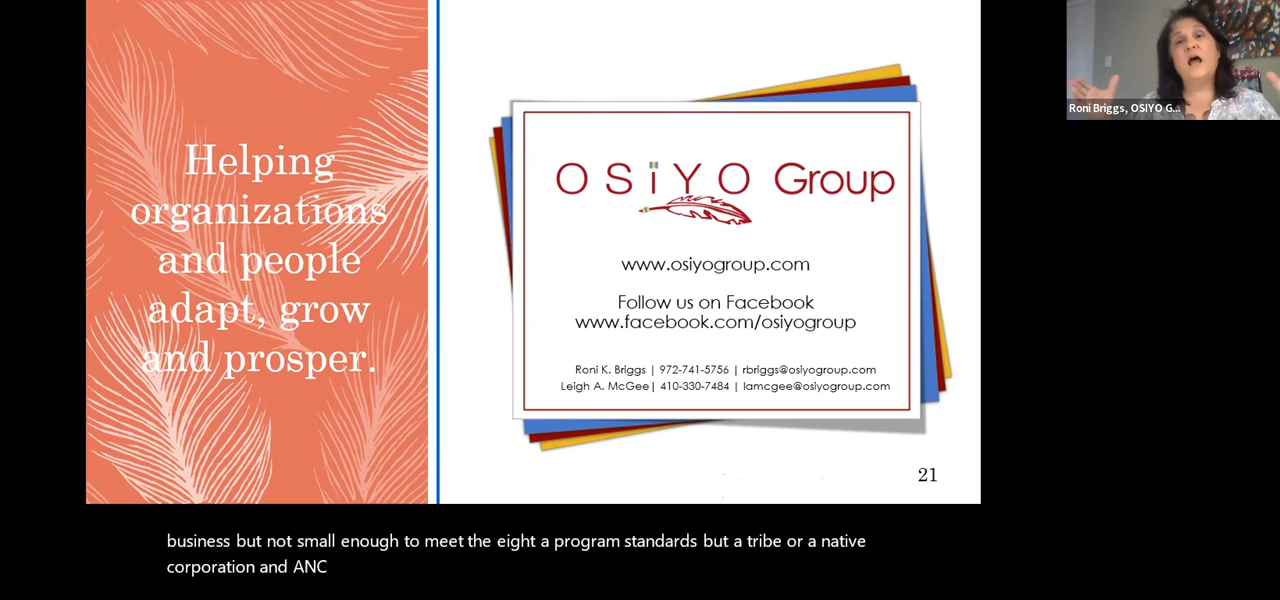 Helping
organizations
and people
adapt, grow
and prosper.
OSiYO Group
www.osiyogroup.com
Follow us on Facebook
www.facebook.com/osiyogroup
Roni K. Briggs | 972-741-5756 | rbriggs@osiyogroup.com
Leigh A. McGee| 410-330-7484 | lamcgee@osiyogroup.com
21
Roni Briggs, OSIYO G...
business but not small enough to meet the eight a program standards but a tribe or a native
corporation and ANC